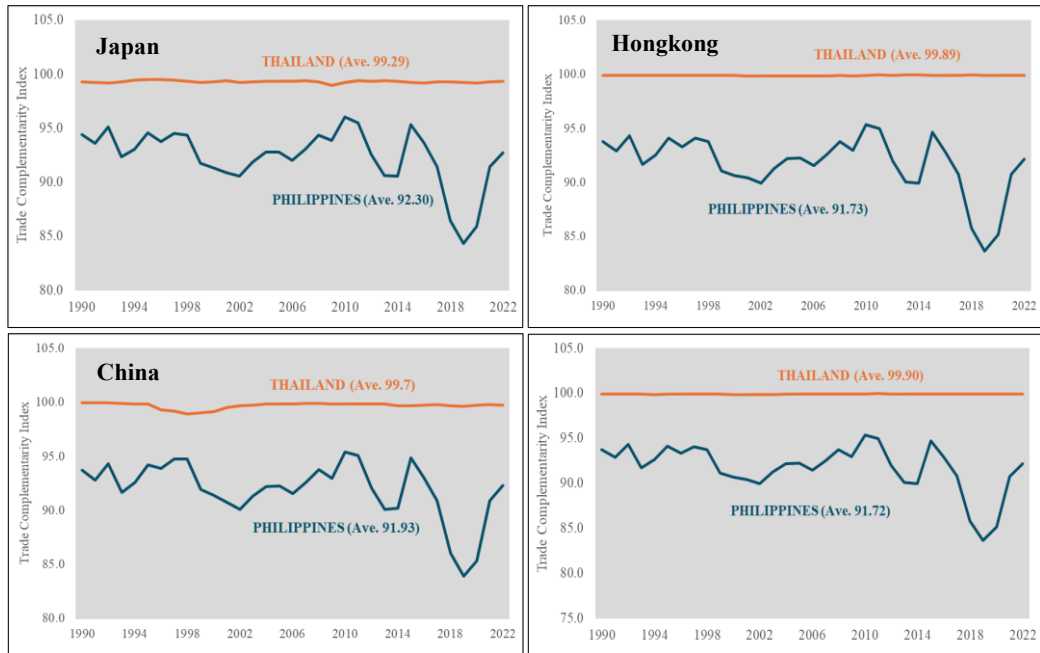 Japan
Trade Complementarity Index
105.0
100.0
95.0
90.0
85.0
80.0
THAILAND (Ave. 99.29)
PHILIPPINES (Ave. 92.30)
1990 1994 1998 2002 2006 2010 2014 2018 2022
Hongkong
Trade Complementarity Index
105.0
100.0
95.0
90.0
85.0
80.0
THAILAND (Ave. 99.89)
PHILIPPINES (Ave. 91.73)
1990 1994 1998 2002 2006 2010 2014 2018 2022
China
Trade Complementarity Index
105.0
100.0
95.0
90.0
85.0
80.0
THAILAND (Ave. 99.7)
PHILIPPINES (Ave. 91.93)
1990 1994 1998 2002 2006 2010 2014 2018 2022
Trade Complementarity Index
105.0
100.0
95.0
90.0
85.0
80.0
75.0
THAILAND (Ave. 99.90)
PHILIPPINES (Ave. 91.72)
1990 1994 1998 2002 2006 2010 2014 2018 2022